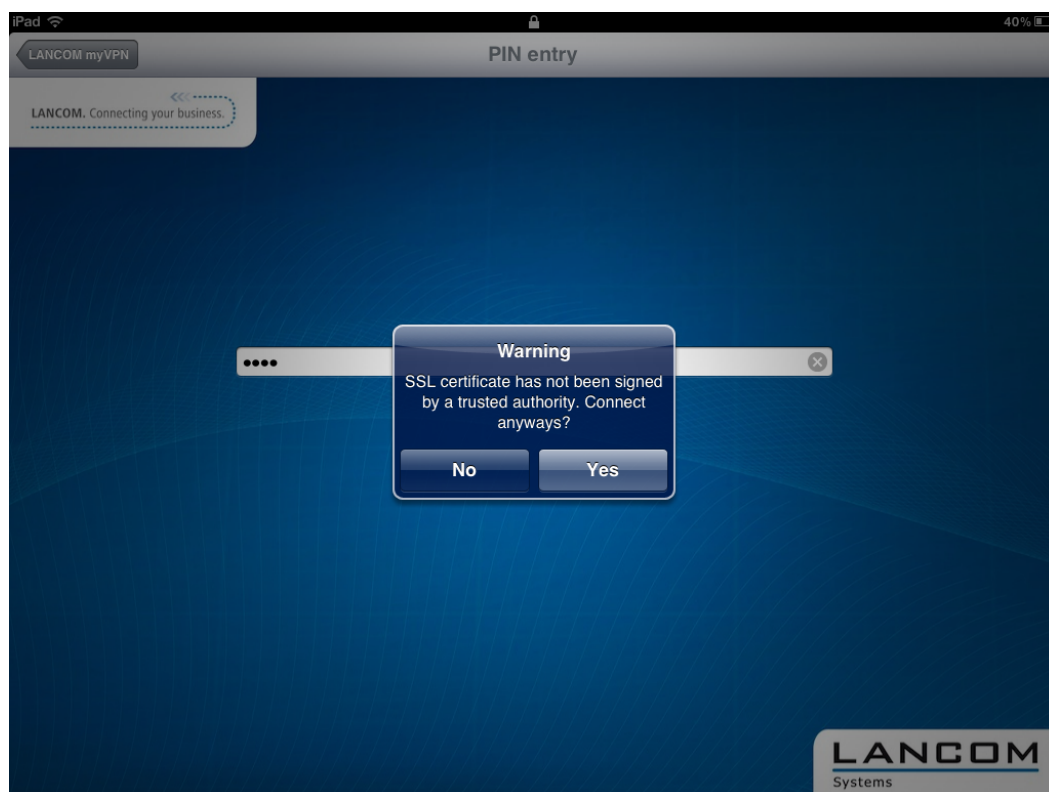 iPad
40%
LANCOM myVPN
PIN entry
LANCOM. Connecting your business.
Warning
SSL certificate has not been signed
by a trusted authority. Connect
anyways?
No
Yes
LANCOM
Systems